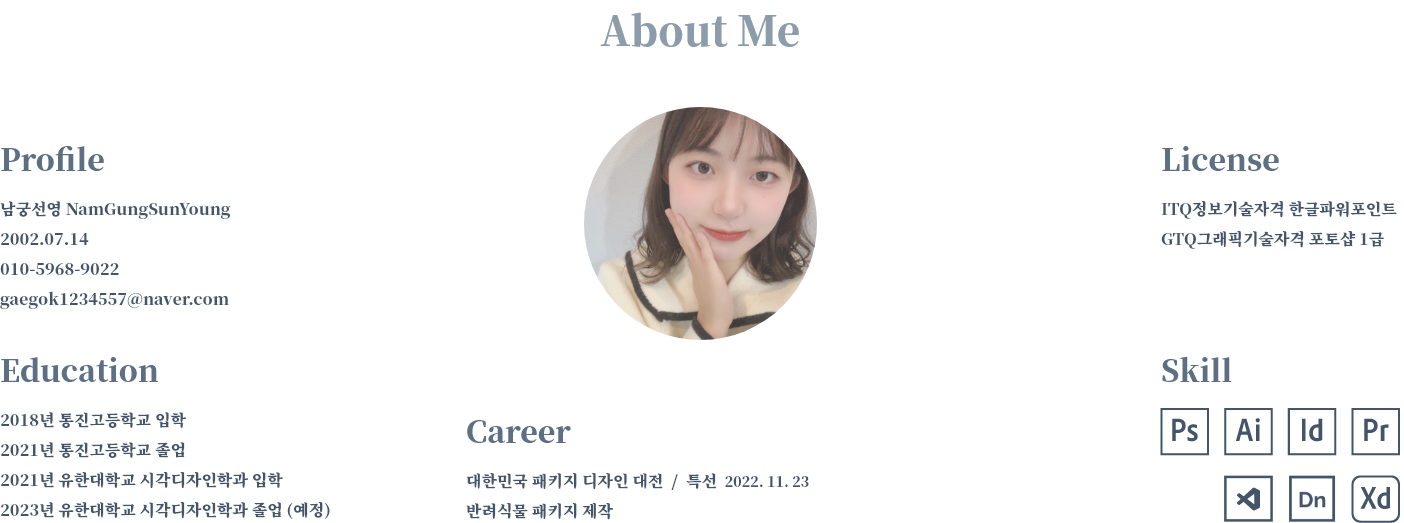 About Me
Profile
남궁선영 NamGungSunYoung
2002.07.14
010-5968-9022
gaegok1234557@naver.com
Education
2018년 통진고등학교 입학
2021년 통진고등학교 졸업
2021년 유한대학교 시각디자인학과 입학
2023년 유한대학교 시각디자인학과 졸업 (예정)
Career
대한민국 패키지 디자인 대전 / 특선 2022. 11. 23
반려식물 패키지 제작
License
ITQ정보기술자격 한글파워포인트
GTQ그래픽기술자격 포토샵 1급
Skill
Ps Ai Id Pr
Dn Xd